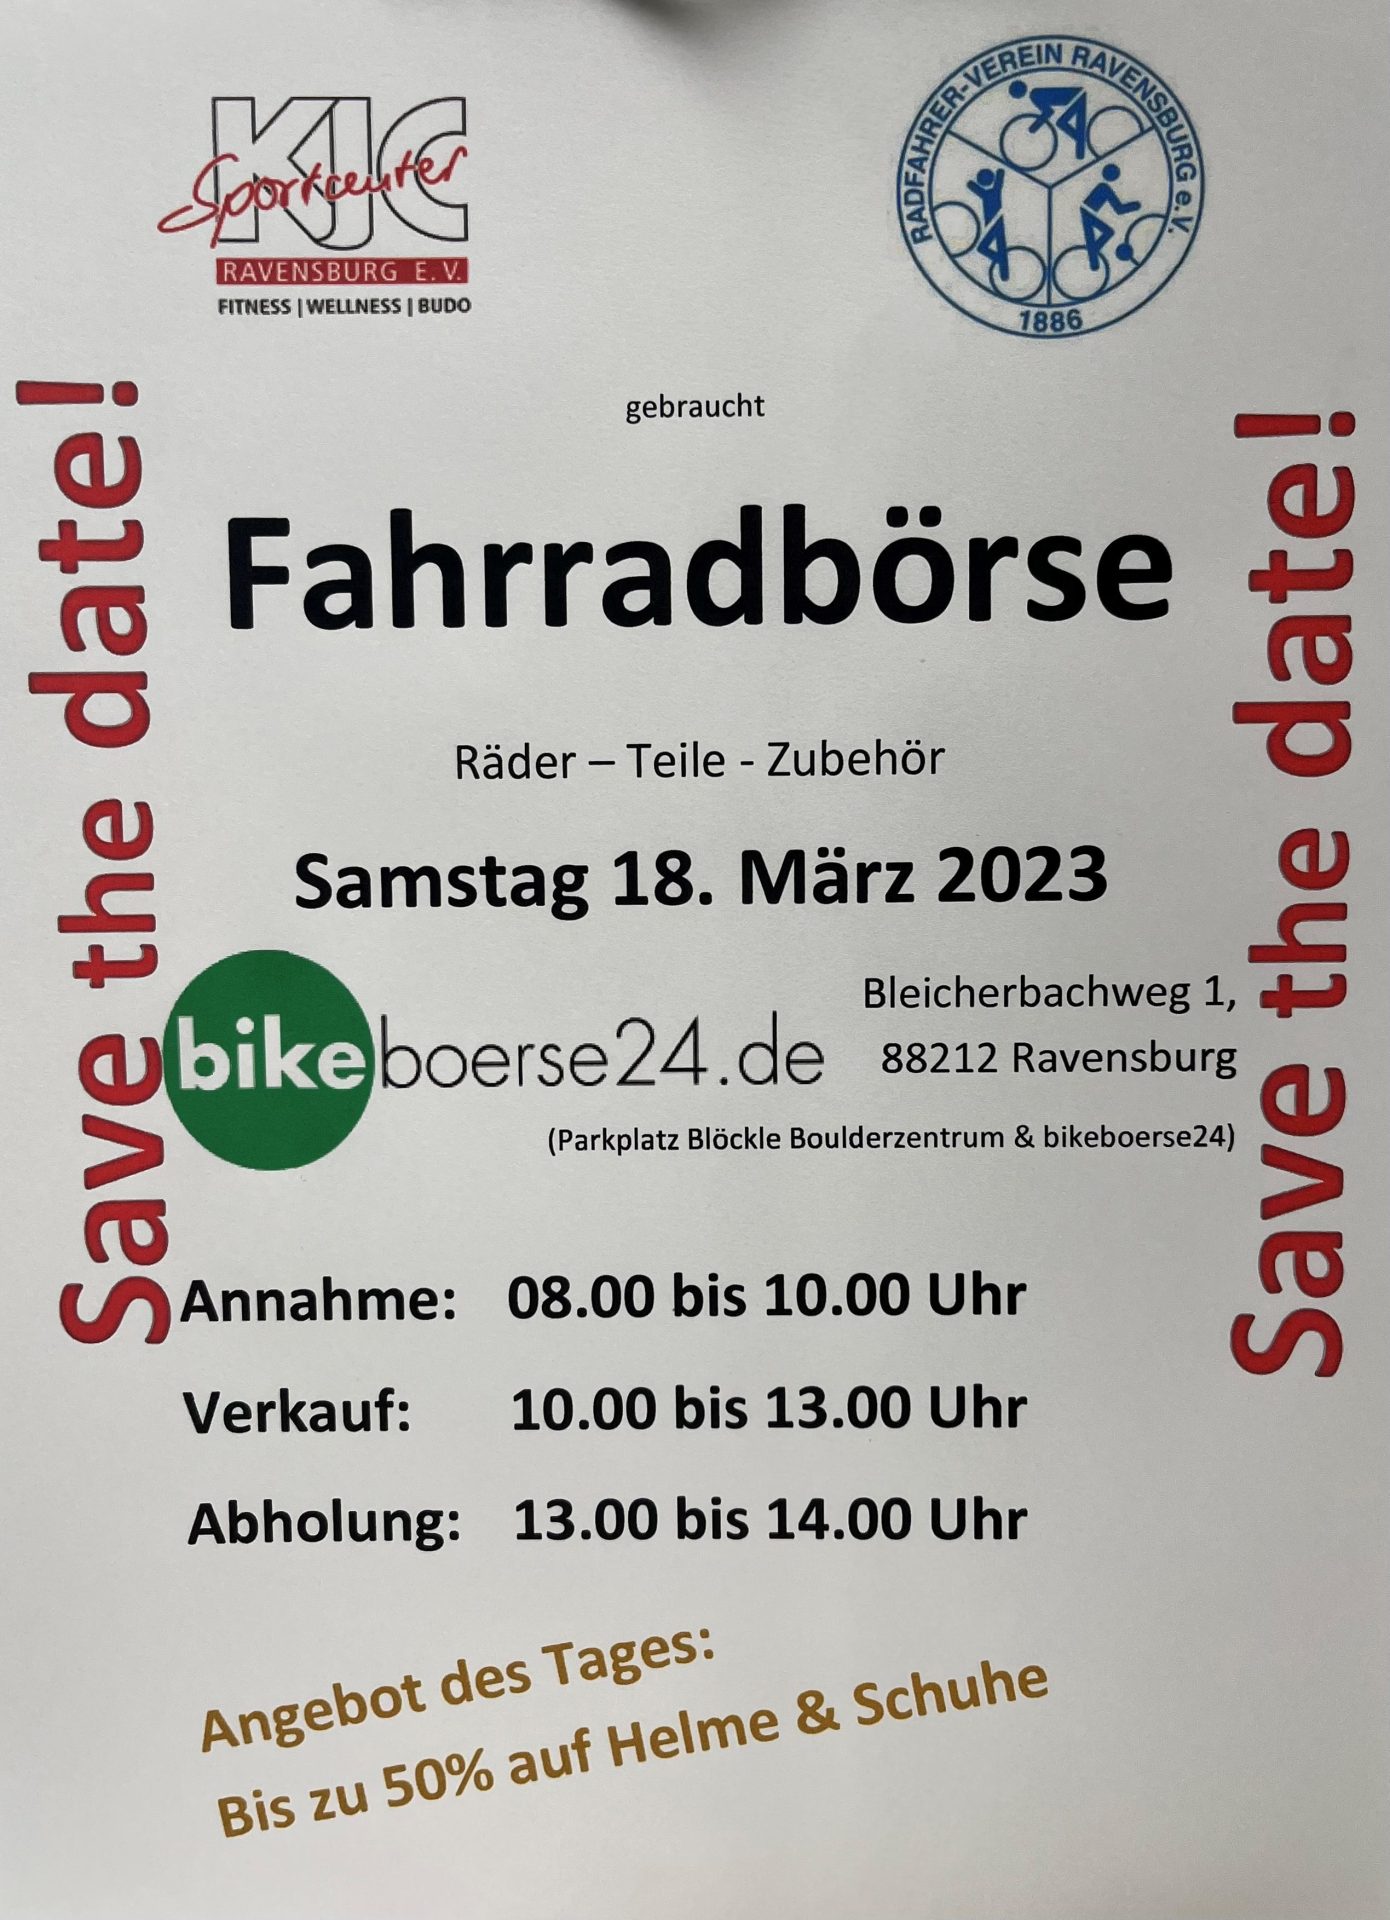 KJC
Sportcenter
RAVENSBURG E. V.
FITNESS | WELLNESS | BUDO
RADFAHRER-VEREIN RAVENSBURG e.V.
1886
gebraucht
Fahrradbörse
Räder – Teile - Zubehör
Samstag 18. März 2023
bikeboerse24.de
Bleicherbachweg 1,
88212 Ravensburg
(Parkplatz Blöckle Boulderzentrum & bikeboerse24)
Annahme: 08.00 bis 10.00 Uhr
Verkauf: 10.00 bis 13.00 Uhr
Abholung: 13.00 bis 14.00 Uhr
Angebot des Tages:
Bis zu 50% auf Helme & Schuhe
Save the date!
Save the date!